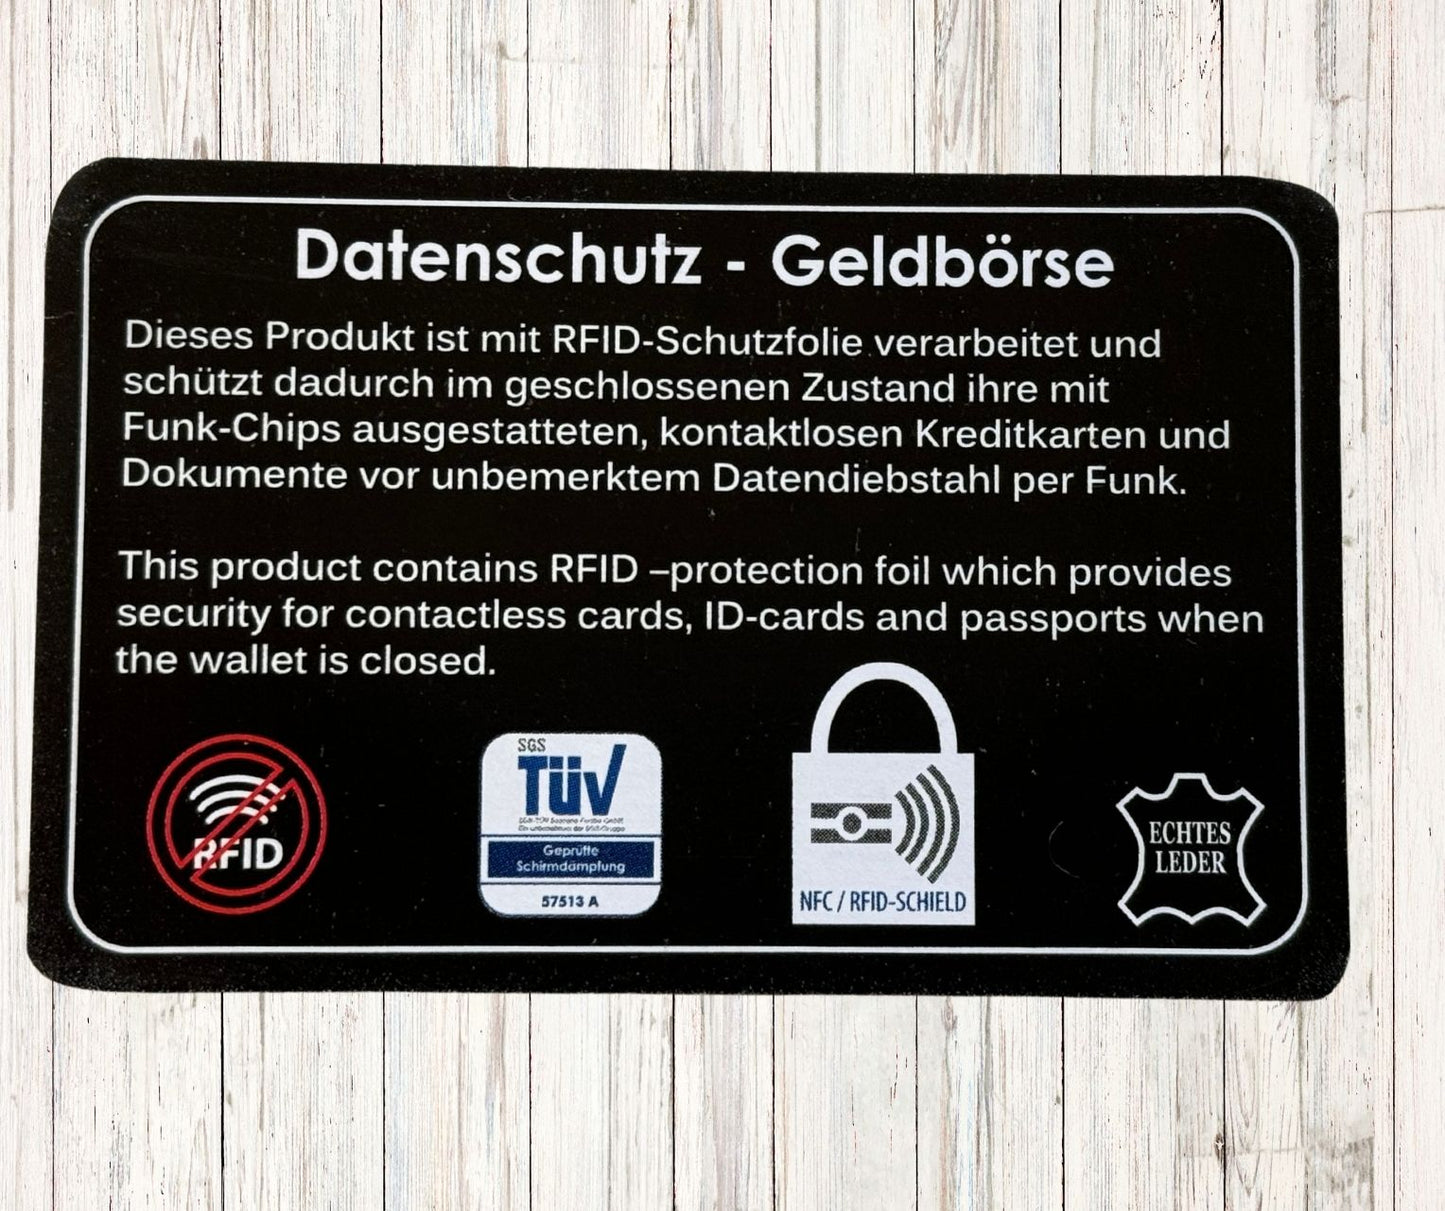 Datenschutz - Geldbörse
Dieses Produkt ist mit RFID-Schutzfolie verarbeitet und
schützt dadurch im geschlossenen Zustand ihre mit
Funk-Chips ausgestatteten, kontaktlosen Kreditkarten und
Dokumente vor unbemerktem Datendiebstahl per Funk.
This product contains RFID –protection foil which provides
security for contactless cards, ID-cards and passports when
the wallet is closed.
RFID
SGS
TÜV
Geprüfte
Schirmdämpfung
57513 A
NFC / RFID-SCHIELD
ECHTES
LEDER